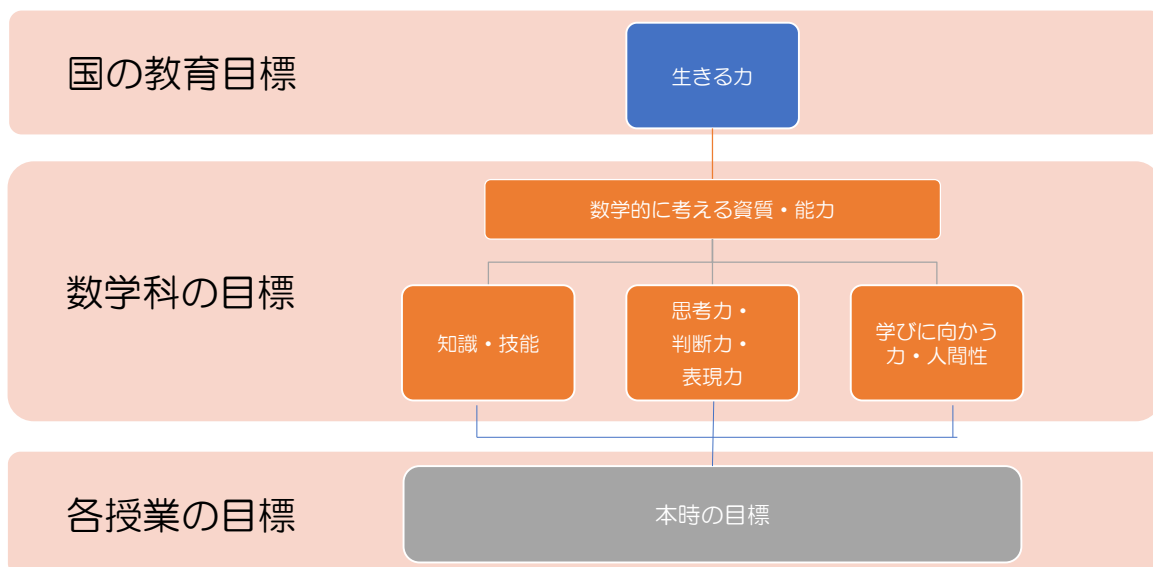 国の教育目標
生きる力
数学科の目標
数学的に考える資質・能力
知識・技能
思考力・
判断力・
表現力
学びに向かう
力・人間性
各授業の目標
本時の目標